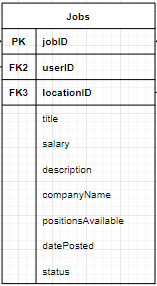 Jobs
PK jobID
FK2 userID
FK3 locationID
title
salary
description
companyName
positionsAvailable
datePosted
status